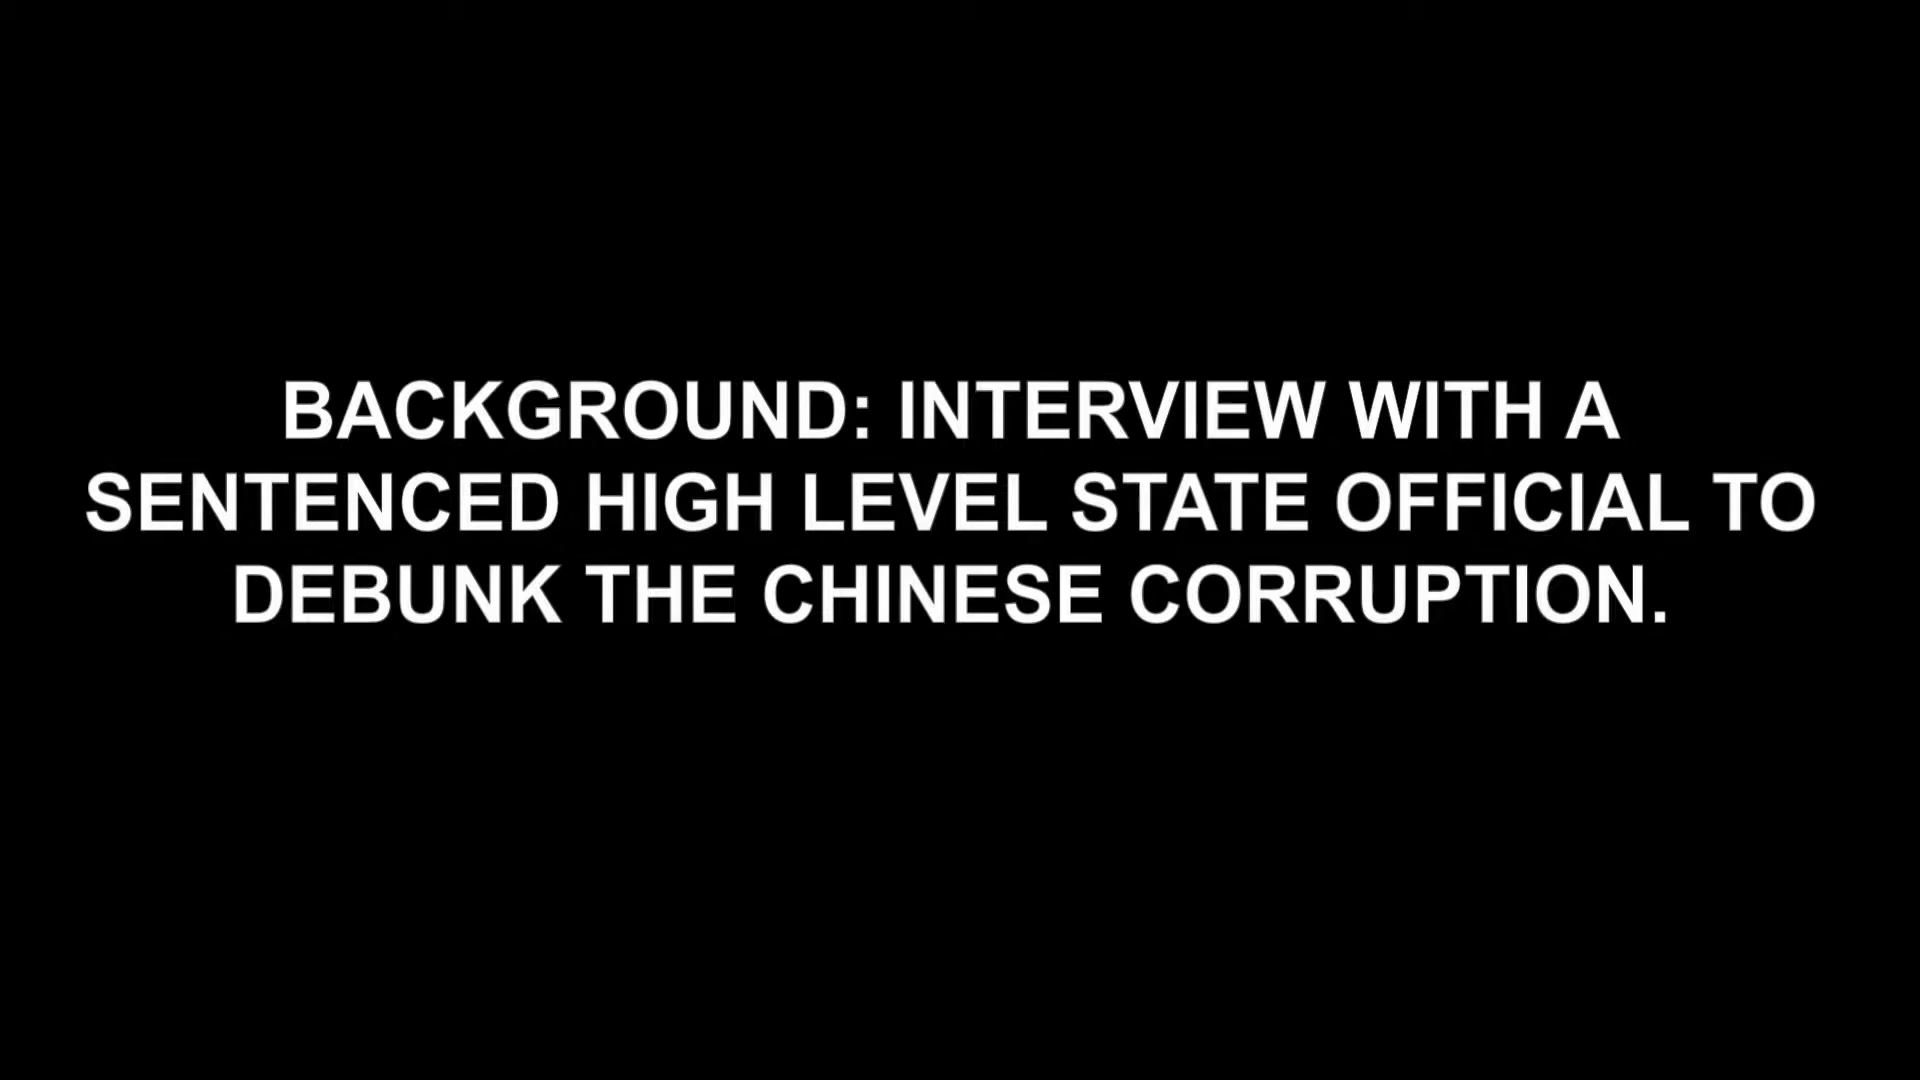 BACKGROUND: INTERVIEW WITH A
SENTENCED HIGH LEVEL STATE OFFICIAL TO
DEBUNK THE CHINESE CORRUPTION.